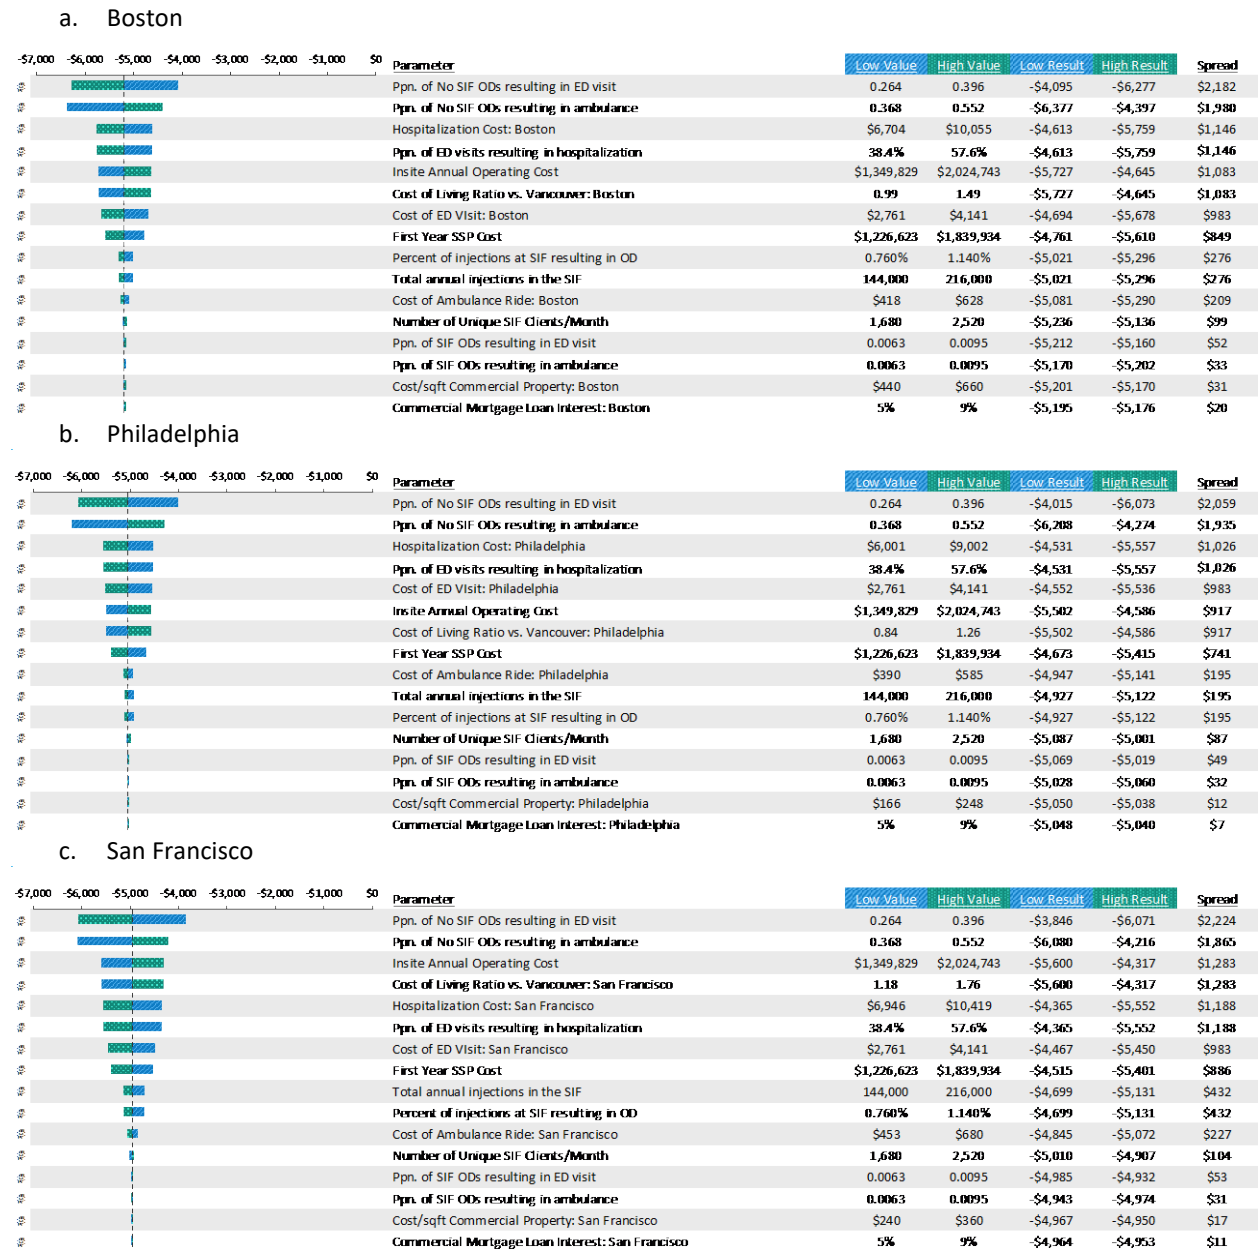 a. Boston
-$7,000 -$6,000 -$5,000 -$4,000 -$3,000 -$2,000 -$1,000 $0 Parameter Low Value High Value Low Result High Result Spread
Ppn. of No SIF ODs resulting in ED visit 0.264 0.396 -$4,095 -$6,277 $2,182
Ppn. of No SIF ODs resulting in ambulance 0.368 0.552 -$6,377 -$4,397 $1,980
Hospitalization Cost: Boston $6,704 $10,055 -$4,613 -$5,759 $1,146
Ppn. of ED visits resulting in hospitalization 38.4% 57.6% -$4,613 -$5,759 $1,146
Insite Annual Operating Cost $1,349,829 $2,024,743 -$5,727 -$4,645 $1,083
Cost of Living Ratio vs. Vancouver: Boston 0.99 1.49 -$5,727 -$4,645 $1,083
Cost of ED VIsit: Boston $2,761 $4,141 -$4,694 -$5,678 $983
First Year SSP Cost $1,226,623 $1,839,934 -$4,761 -$5,610 $849
Percent of injections at SIF resulting in OD 0.760% 1.140% -$5,021 -$5,296 $276
Total annual injections in the SIF 144,000 216,000 -$5,021 -$5,296 $276
Cost of Ambulance Ride: Boston $418 $628 -$5,081 -$5,290 $209
Number of Unique SIF Clients/Month 1,680 2,520 -$5,236 -$5,136 $99
Ppn. of SIF ODs resulting in ED visit 0.0063 0.0095 -$5,212 -$5,160 $52
Ppn. of SIF ODs resulting in ambulance 0.0063 0.0095 -$5,170 -$5,202 $33
Cost/sqft Commercial Property: Boston $440 $660 -$5,201 -$5,170 $31
Commercial Mortgage Loan Interest: Boston 5% 9% -$5,195 -$5,176 $20
b. Philadelphia
-$7,000 -$6,000 -$5,000 -$4,000 -$3,000 -$2,000 -$1,000 $0 Parameter Low Value High Value Low Result High Result Spread
Ppn. of No SIF ODs resulting in ED visit 0.264 0.396 -$4,015 -$6,073 $2,059
Ppn. of No SIF ODs resulting in ambulance 0.368 0.552 -$6,208 -$4,274 $1,935
Hospitalization Cost: Philadelphia $6,001 $9,002 -$4,531 -$5,557 $1,026
Ppn. of ED visits resulting in hospitalization 38.4% 57.6% -$4,531 -$5,557 $1,026
Cost of ED VIsit: Philadelphia $2,761 $4,141 -$4,552 -$5,536 $983
Insite Annual Operating Cost $1,349,829 $2,024,743 -$5,502 -$4,586 $917
Cost of Living Ratio vs. Vancouver: Philadelphia 0.84 1.26 -$5,502 -$4,586 $917
First Year SSP Cost $1,226,623 $1,839,934 -$4,673 -$5,415 $741
Cost of Ambulance Ride: Philadelphia $390 $585 -$4,947 -$5,141 $195
Total annual injections in the SIF 144,000 216,000 -$4,927 -$5,122 $195
Percent of injections at SIF resulting in OD 0.760% 1.140% -$4,927 -$5,122 $195
Number of Unique SIF Clients/Month 1,680 2,520 -$5,087 -$5,001 $87
Ppn. of SIF ODs resulting in ED visit 0.0063 0.0095 -$5,069 -$5,019 $49
Ppn. of SIF ODs resulting in ambulance 0.0063 0.0095 -$5,028 -$5,060 $32
Cost/sqft Commercial Property: Philadelphia $166 $248 -$5,050 -$5,038 $12
Commercial Mortgage Loan Interest: Philadelphia 5% 9% -$5,048 -$5,040 $7
c. San Francisco
-$7,000 -$6,000 -$5,000 -$4,000 -$3,000 -$2,000 -$1,000 $0 Parameter Low Value High Value Low Result High Result Spread
Ppn. of No SIF ODs resulting in ED visit 0.264 0.396 -$3,846 -$6,071 $2,224
Ppn. of No SIF ODs resulting in ambulance 0.368 0.552 -$6,080 -$4,216 $1,865
Insite Annual Operating Cost $1,349,829 $2,024,743 -$5,600 -$4,317 $1,283
Cost of Living Ratio vs. Vancouver: San Francisco 1.18 1.76 -$5,600 -$4,317 $1,283
Hospitalization Cost: San Francisco $6,946 $10,419 -$4,365 -$5,552 $1,188
Ppn. of ED visits resulting in hospitalization 38.4% 57.6% -$4,365 -$5,552 $1,188
Cost of ED VIsit: San Francisco $2,761 $4,141 -$4,467 -$5,450 $983
First Year SSP Cost $1,226,623 $1,839,934 -$4,515 -$5,401 $886
Total annual injections in the SIF 144,000 216,000 -$4,699 -$5,131 $432
Percent of injections at SIF resulting in OD 0.760% 1.140% -$4,699 -$5,131 $432
Cost of Ambulance Ride: San Francisco $453 $680 -$4,845 -$5,072 $227
Number of Unique SIF Clients/Month 1,680 2,520 -$5,010 -$4,907 $104
Ppn. of SIF ODs resulting in ED visit 0.0063 0.0095 -$4,985 -$4,932 $53
Ppn. of SIF ODs resulting in ambulance 0.0063 0.0095 -$4,943 -$4,974 $31
Cost/sqft Commercial Property: San Francisco $240 $360 -$4,967 -$4,950 $17
Commercial Mortgage Loan Interest: San Francisco 5% 9% -$4,964 -$4,953 $11